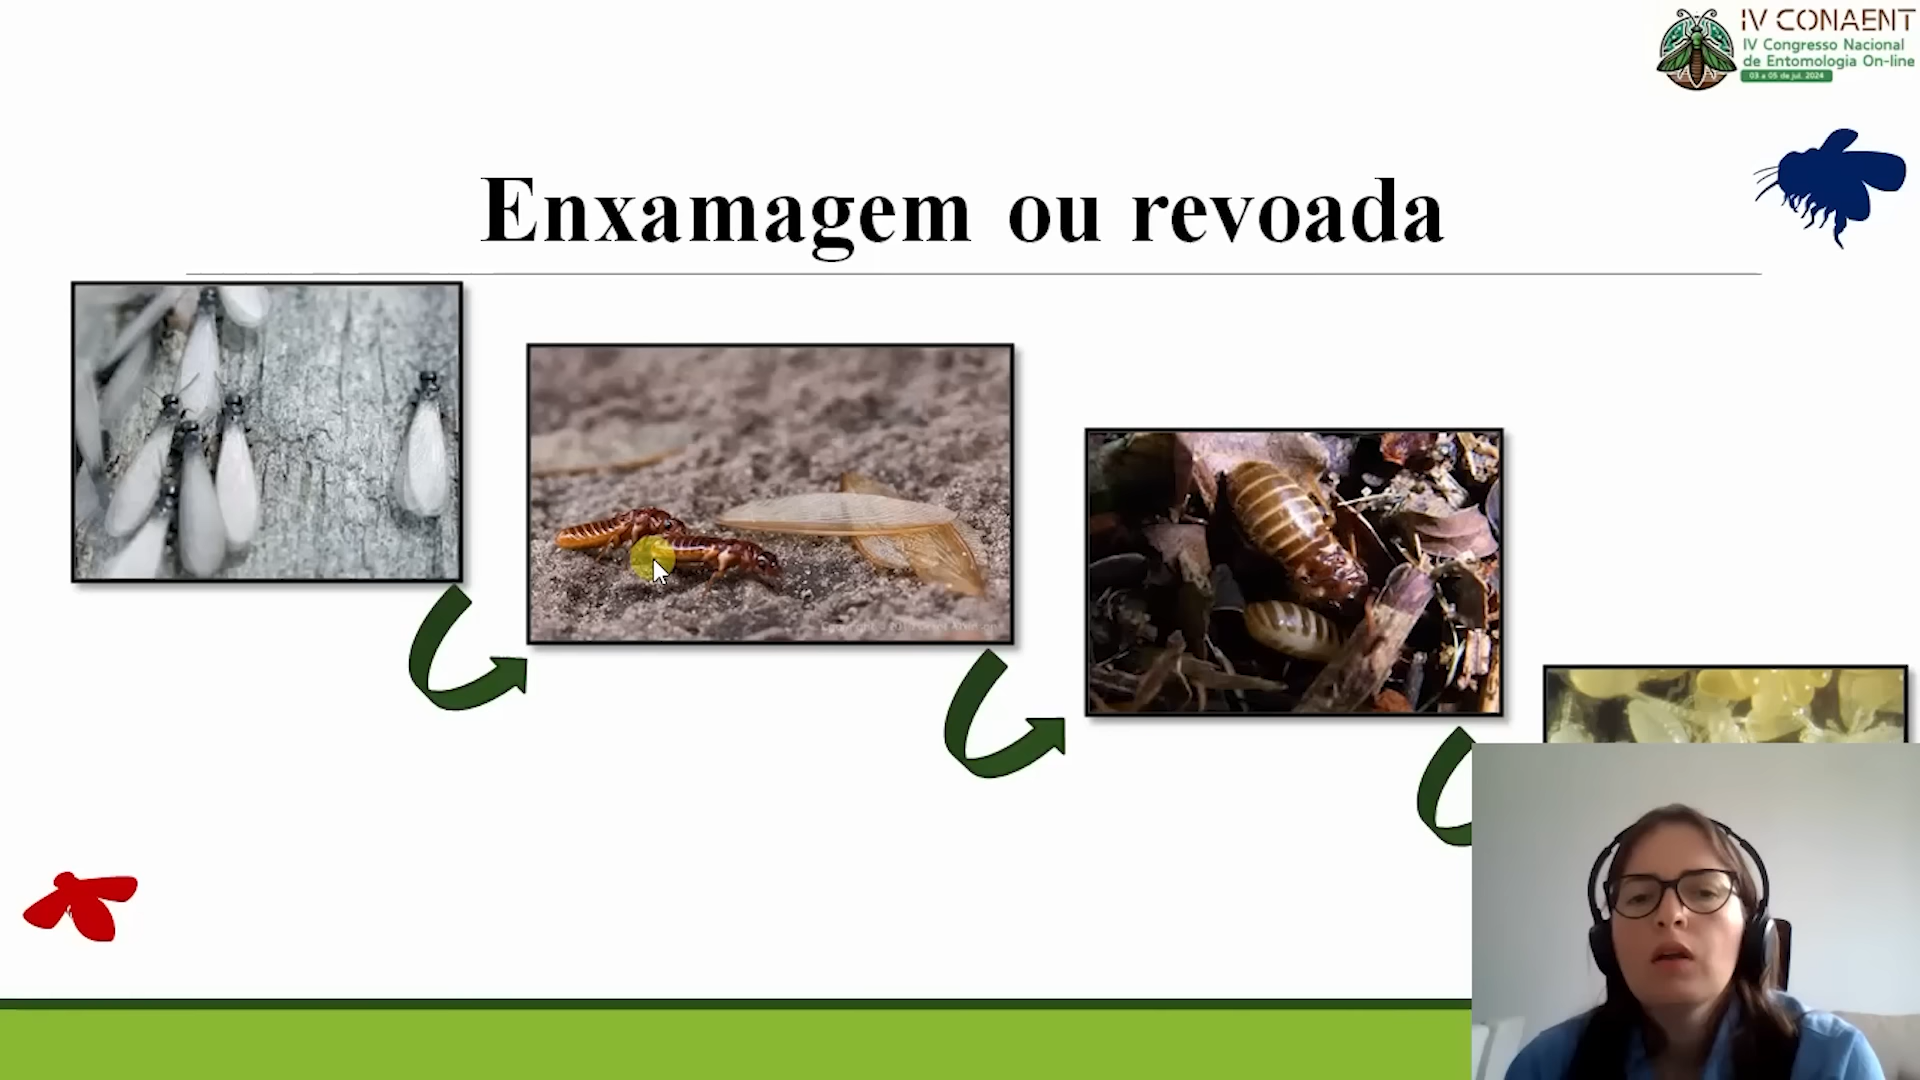 IV CONAENT
IV Congresso Nacional
de Entomologia On-line
03 a 05 de jul. 2024
Enxamagem ou revoada